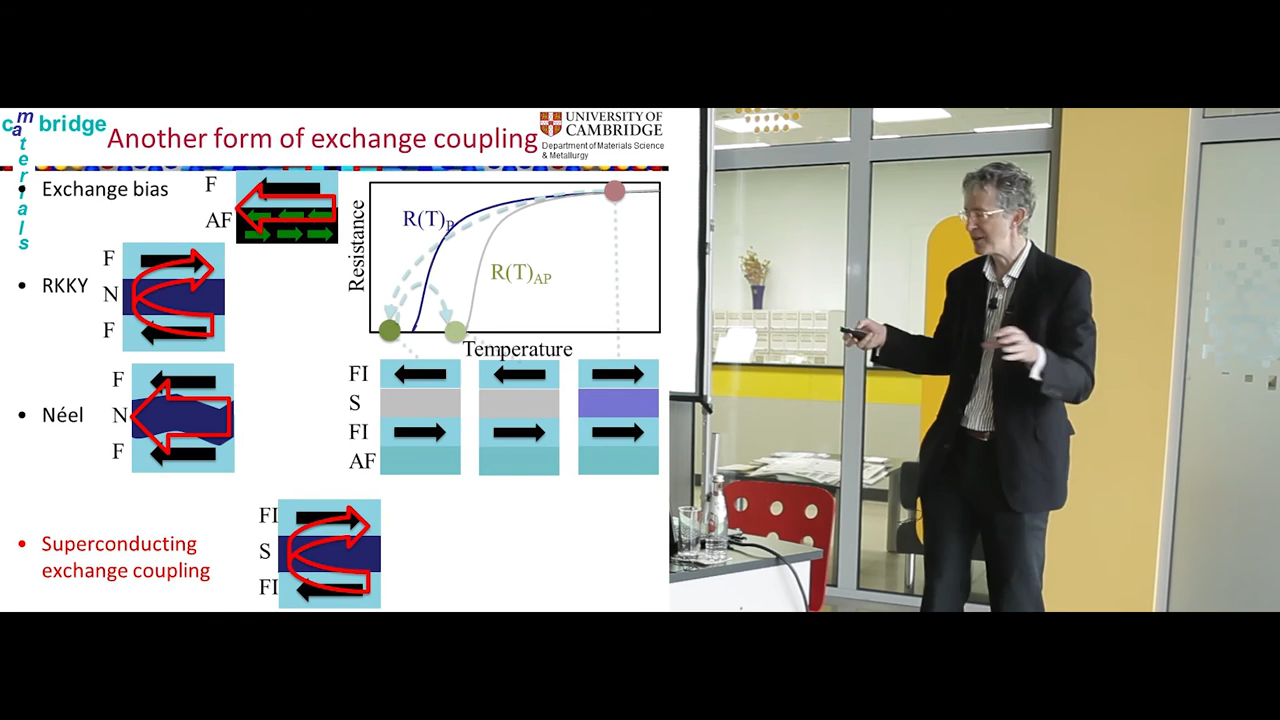 cambridge
materials
Another form of exchange coupling
UNIVERSITY OF
CAMBRIDGE
Department of Materials Science
& Metallurgy
• Exchange bias
F
AF
• RKKY
F
N
F
• Néel
F
N
F
• Superconducting
exchange coupling
FI
S
FI
Resistance
R(T)P
R(T)AP
Temperature
FI
S
FI
AF